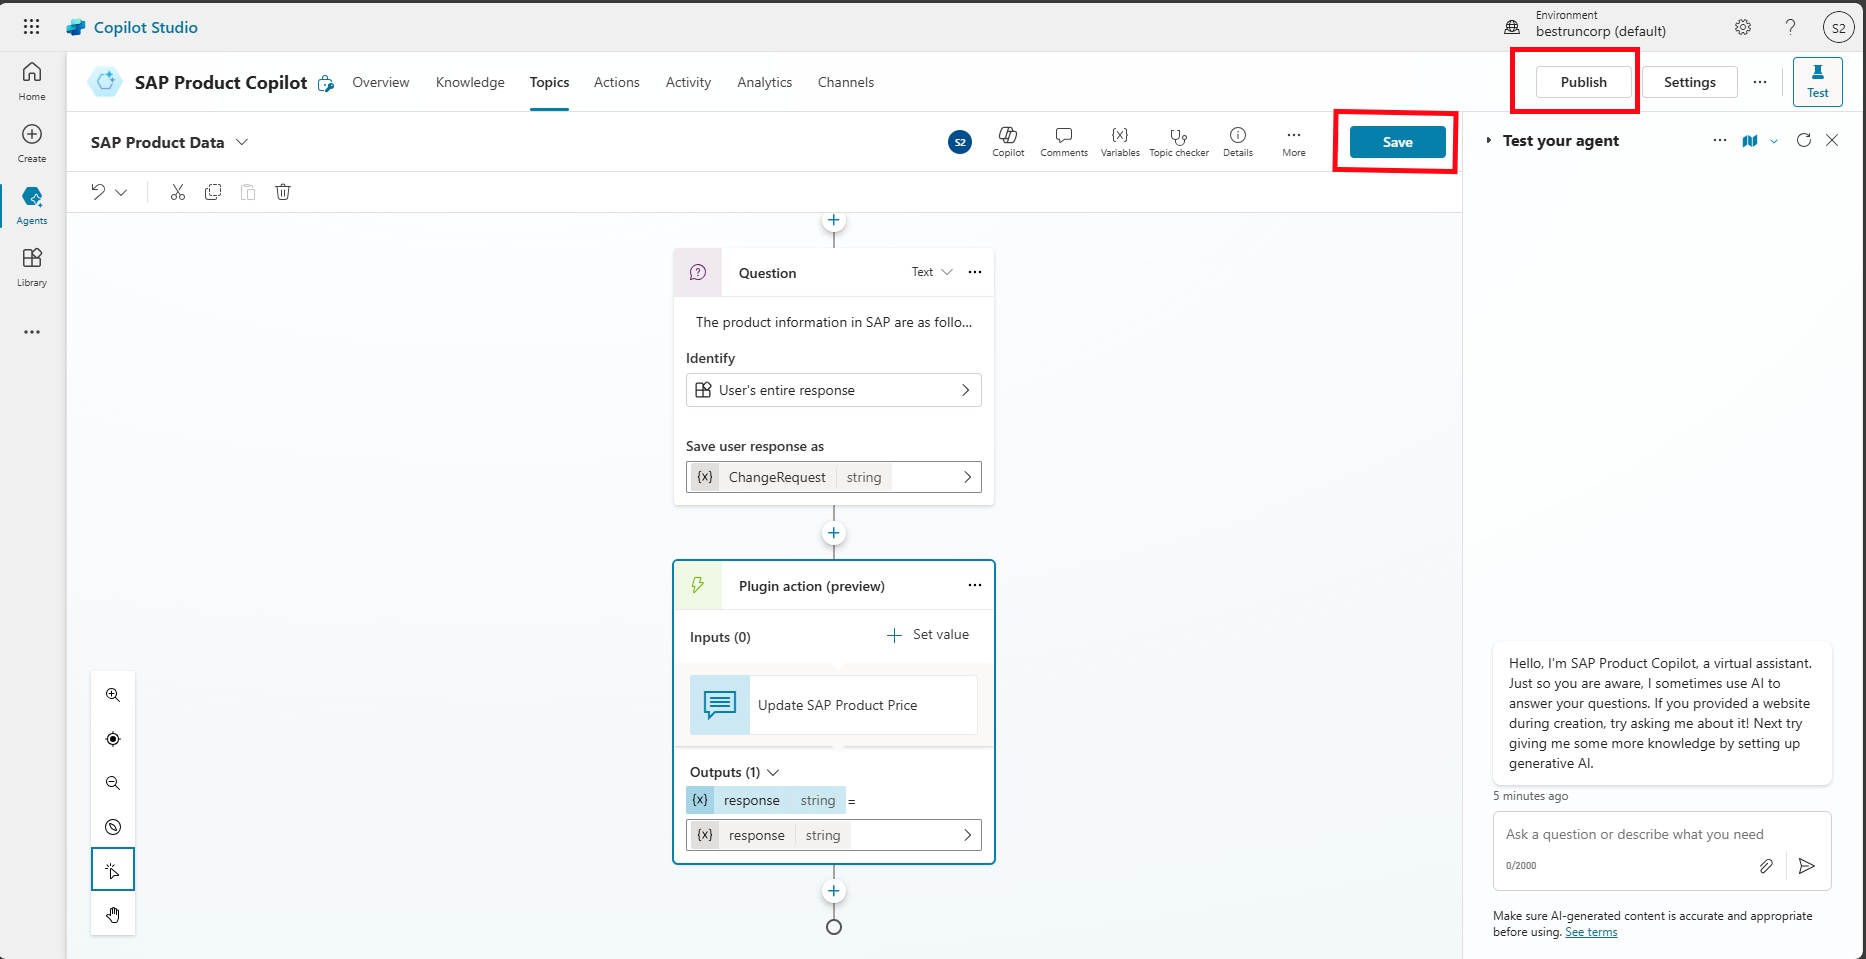 Copilot Studio
Environment
bestruncorp (default)
?
S2
Home
Create
Agents
Library
SAP Product Copilot
Overview
Knowledge
Topics
Actions
Activity
Analytics
Channels
Publish
Settings
Test
SAP Product Data
S2
Copilot
{x}
Comments
Variables
Topic checker
Details
More
Save
Test your agent
Question
Text
The product information in SAP are as follo...
Identify
User's entire response
Save user response as
{x} ChangeRequest string
Plugin action (preview)
Inputs (0)
+ Set value
Update SAP Product Price
Outputs (1)
{x} response string =
{x} response string
Hello, I'm SAP Product Copilot, a virtual assistant.
Just so you are aware, I sometimes use AI to
answer your questions. If you provided a website
during creation, try asking me about it! Next try
giving me some more knowledge by setting up
generative AI.
5 minutes ago
Ask a question or describe what you need
0/2000
Make sure AI-generated content is accurate and appropriate
before using. See terms